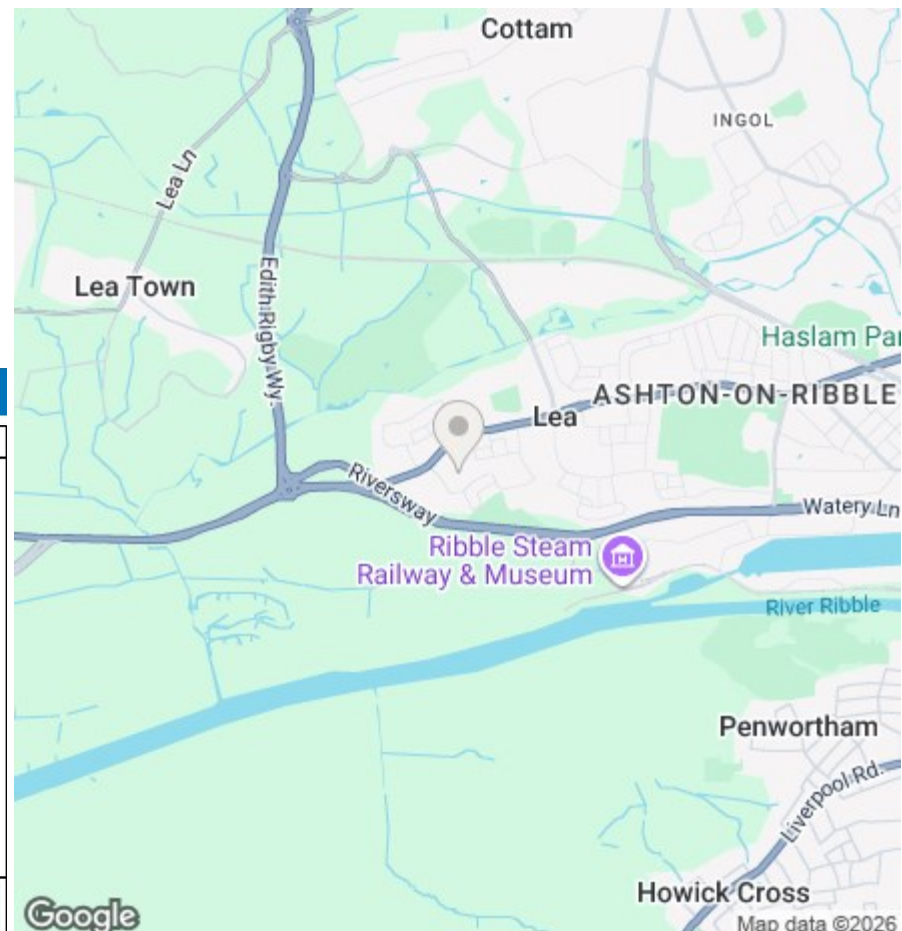 Cottam
INGOL
Lea Ln
Lea Town
Edith Rigby Wy.
Haslam Par
ASHTON-ON-RIBBLE
Lea
Riversway
Watery Ln
Ribble Steam
Railway & Museum
River Ribble
Penwortham
Liverpool Rd.
Howick Cross
Google
Map data ©2026